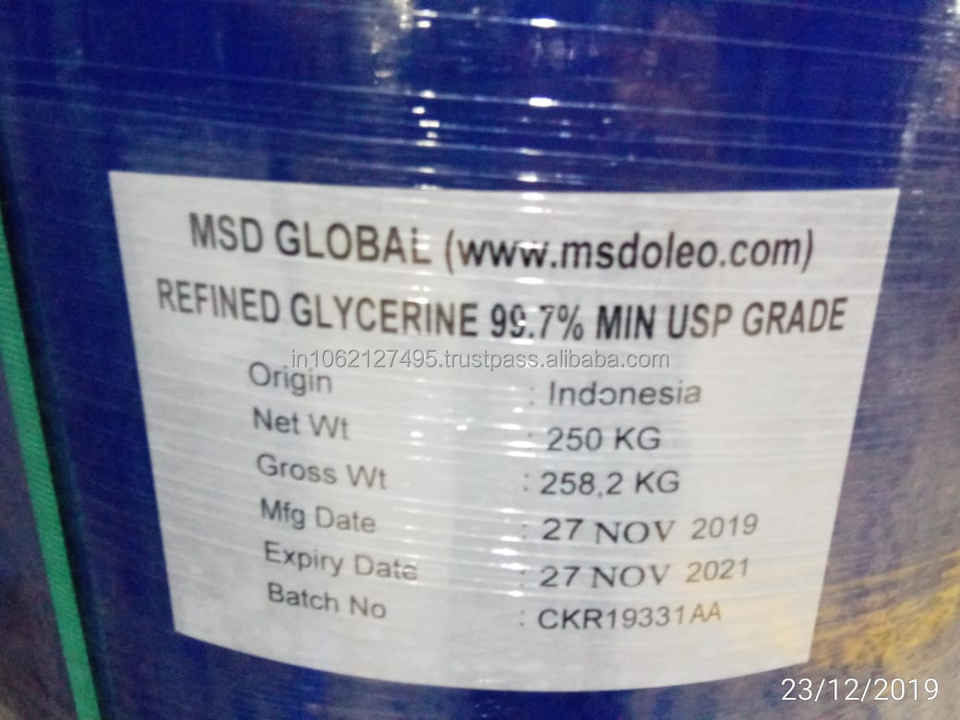 MSD GLOBAL (www.msdoleo.com)
REFINED GLYCERINE 99.7% MIN USP GRADE
in1062127495.trustpass.alibaba.com
Origin : Indonesia
Net Wt : 250 KG
Gross Wt : 258,2 KG
Mfg Date : 27 NOV 2019
Expiry Date : 27 NOV 2021
Batch No : CKR19331AA
23/12/2019